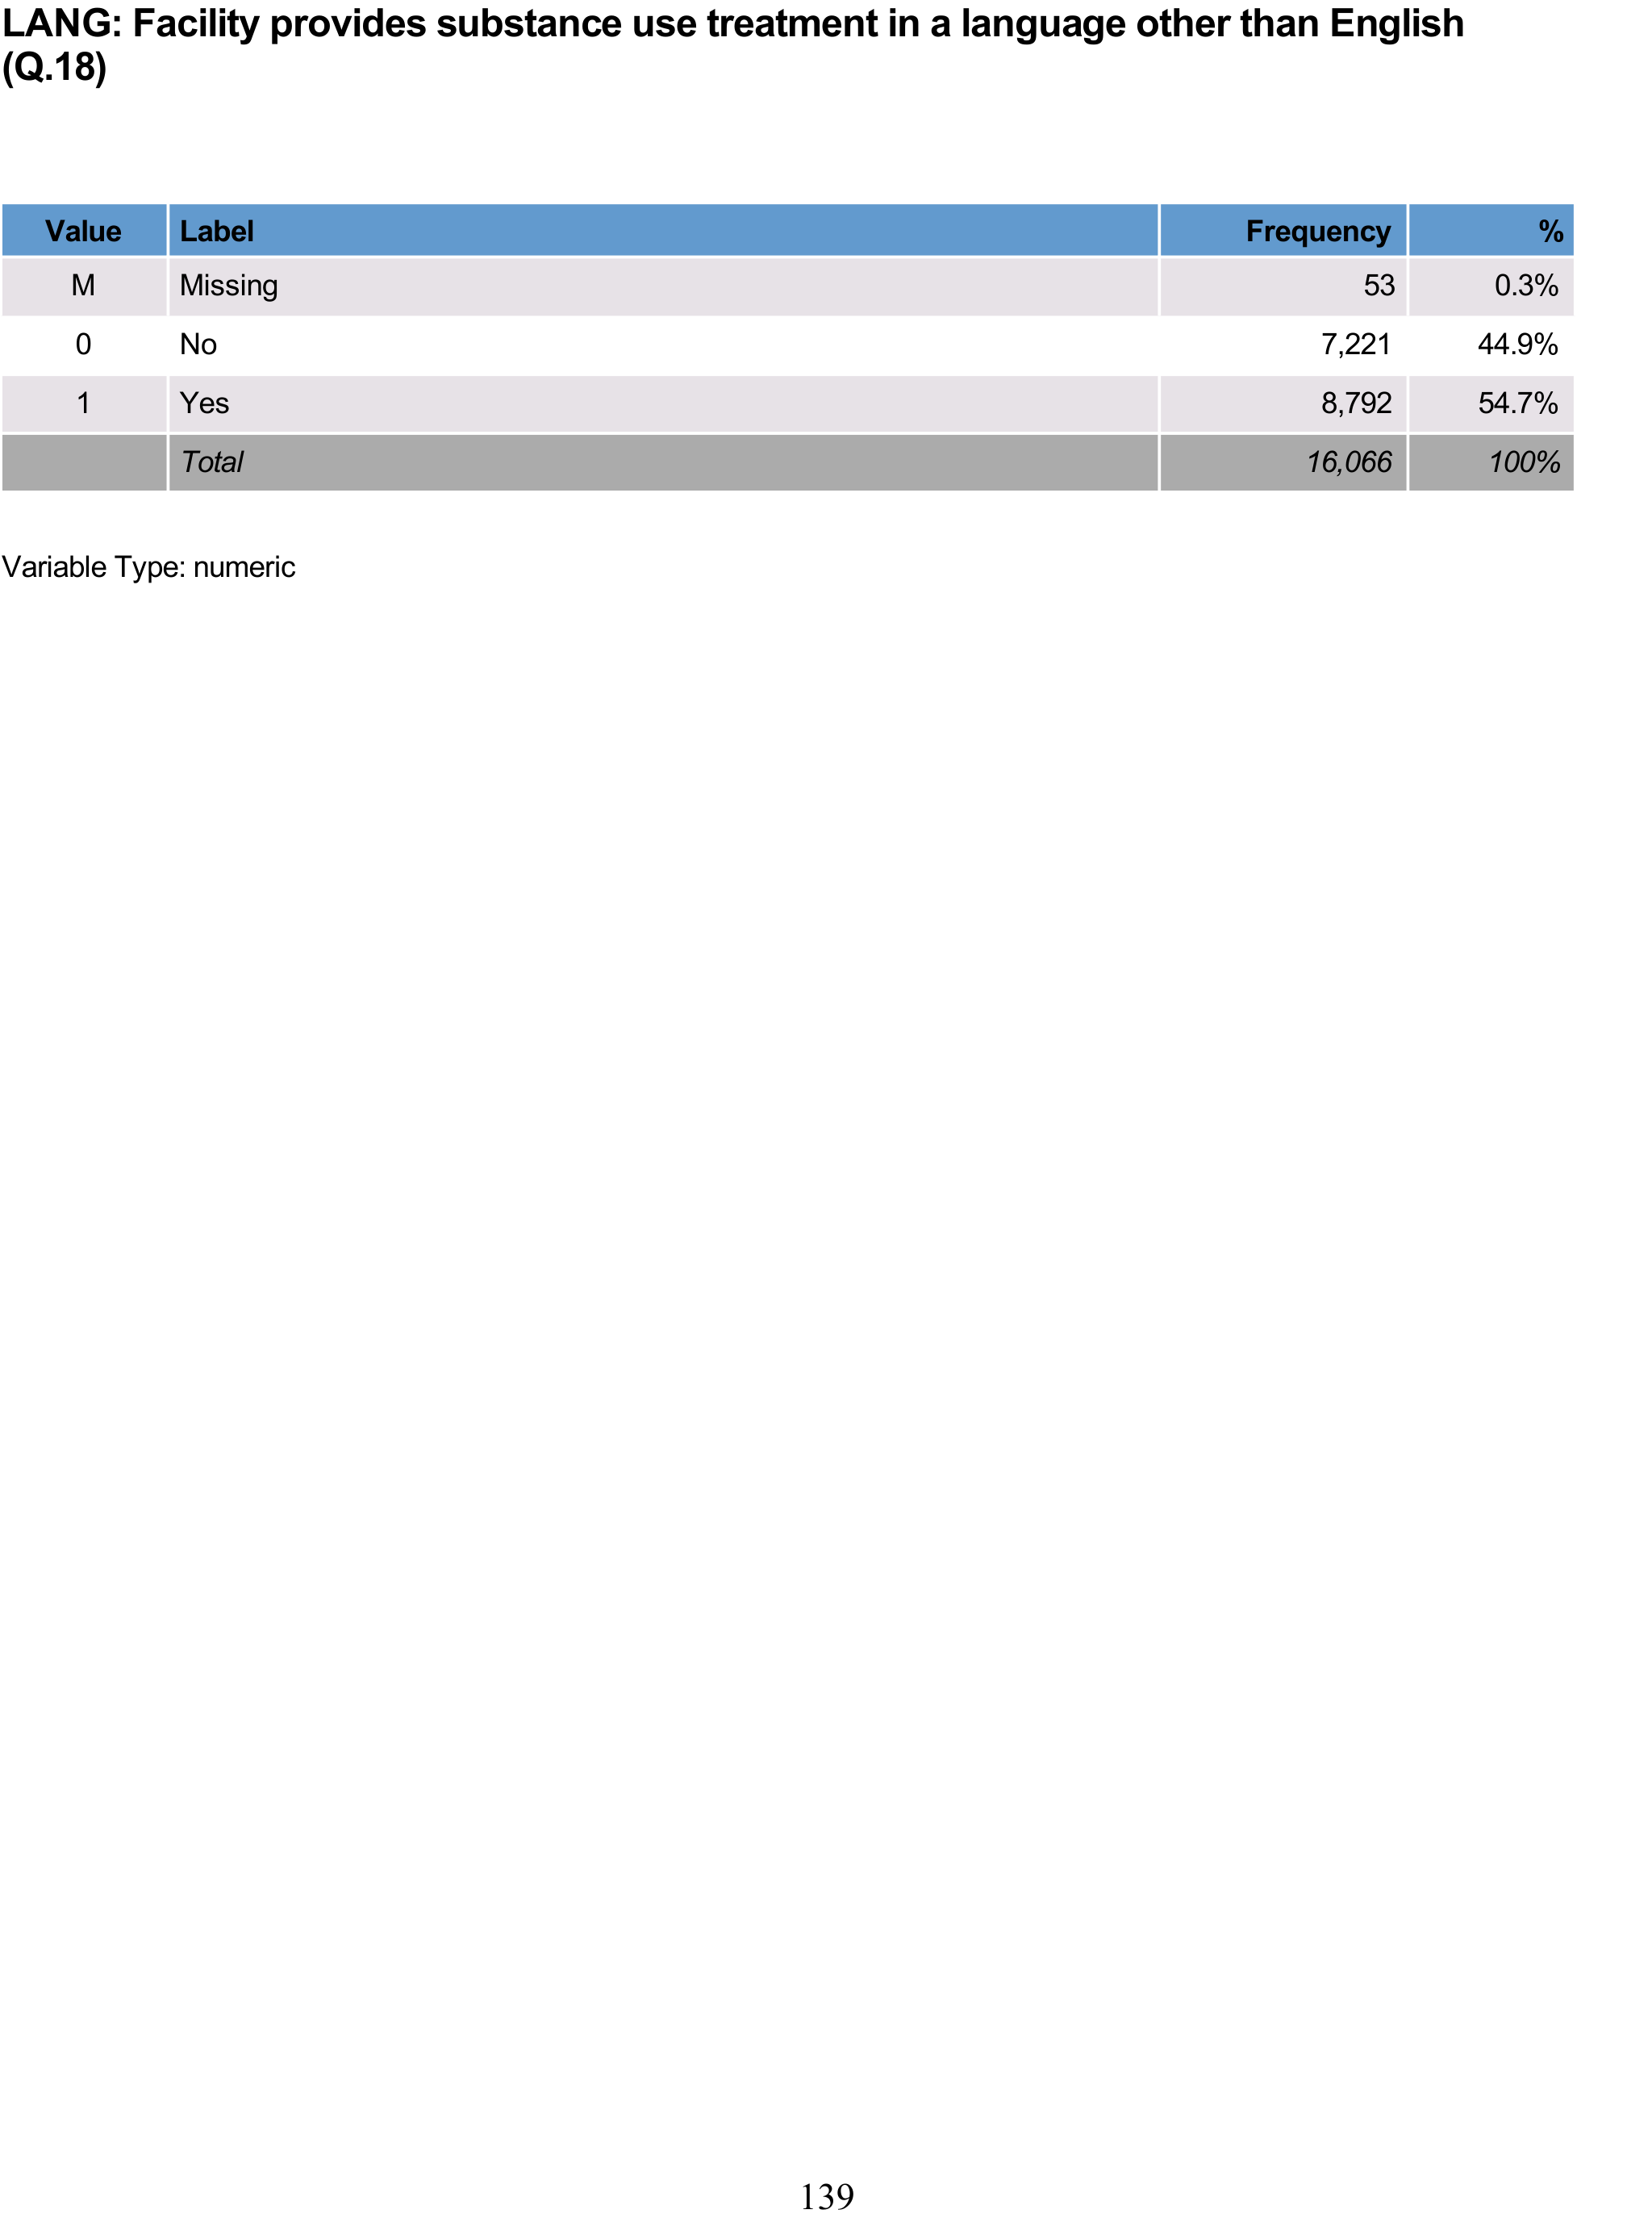 LANG: Facility provides substance use treatment in a language other than English
(Q.18)
Value Label Frequency %
M Missing 53 0.3%
0 No 7,221 44.9%
1 Yes 8,792 54.7%
Total 16,066 100%
Variable Type: numeric
139